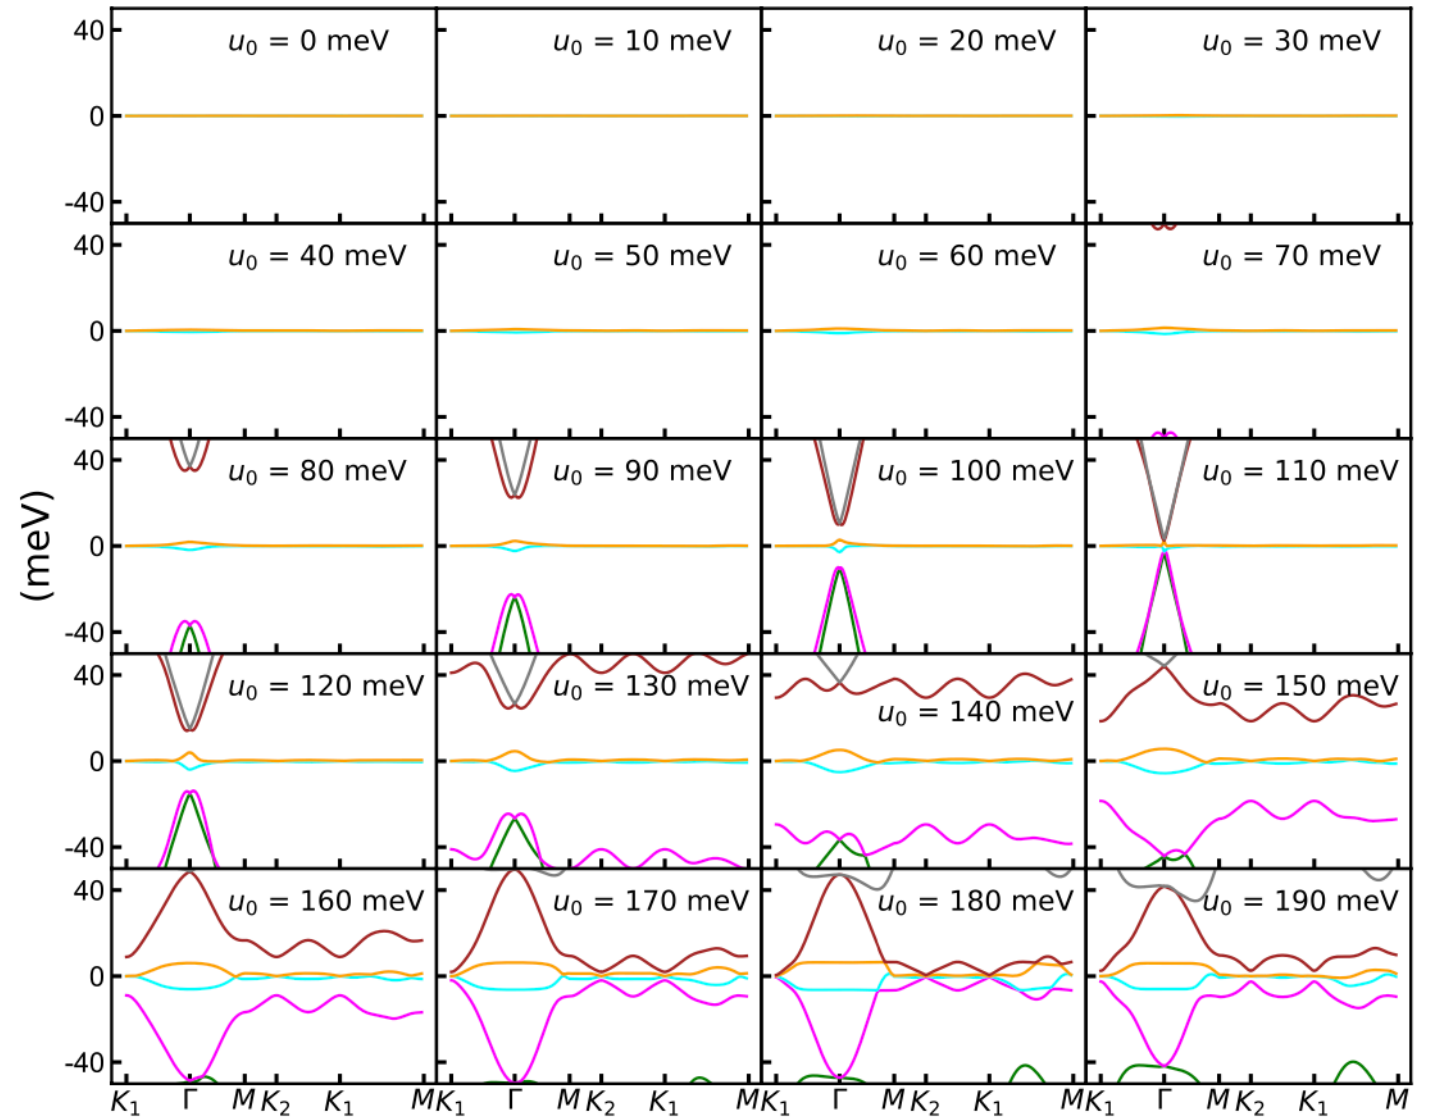 40 u₀ = 0 meV u₀ = 10 meV u₀ = 20 meV u₀ = 30 meV
0
-40
40 u₀ = 40 meV u₀ = 50 meV u₀ = 60 meV u₀ = 70 meV
0
-40
40 u₀ = 80 meV u₀ = 90 meV u₀ = 100 meV u₀ = 110 meV
0
-40
(meV)
40 u₀ = 120 meV u₀ = 130 meV u₀ = 140 meV u₀ = 150 meV
0
-40
40 u₀ = 160 meV u₀ = 170 meV u₀ = 180 meV u₀ = 190 meV
0
-40
K₁ Γ M K₂ K₁ M K₁ Γ M K₂ K₁ M K₁ Γ M K₂ K₁ M K₁ Γ M K₂ K₁ M